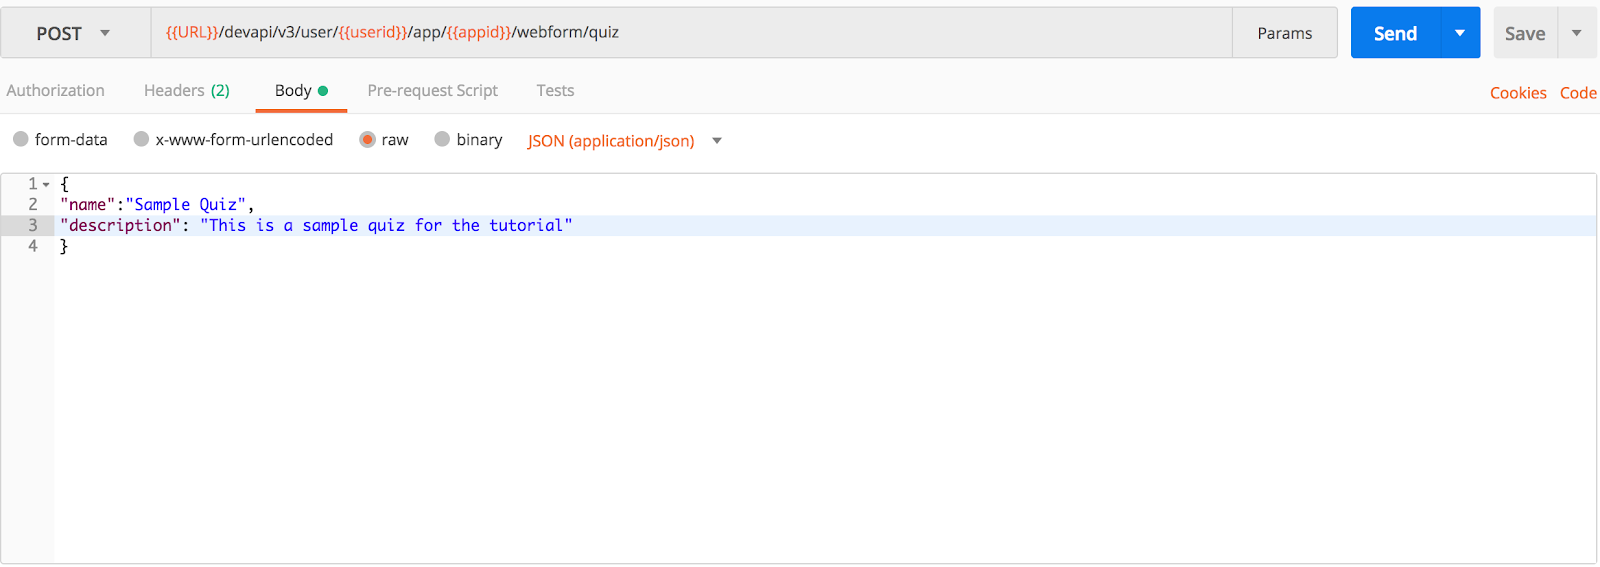 POST {{URL}}/devapi/v3/user/{{userid}}/app/{{appid}}/webform/quiz Params Send Save
Authorization Headers (2) Body Pre-request Script Tests Cookies Code
form-data x-www-form-urlencoded raw binary JSON (application/json)
1 {
2 "name":"Sample Quiz",
3 "description": "This is a sample quiz for the tutorial"
4 }